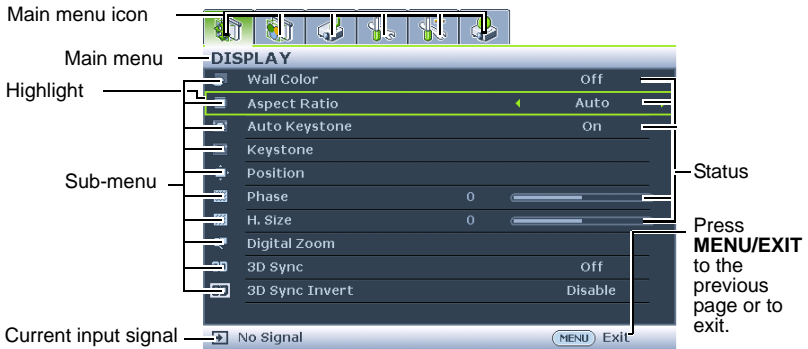 Main menu icon
Main menu
DISPLAY
Highlight
Wall Color Off
Aspect Ratio Auto
Auto Keystone On
Keystone
Position
Sub-menu
Status
Phase 0
H. Size 0
Digital Zoom
3D Sync Off
3D Sync Invert Disable
Press
MENU/EXIT
to the
previous
page or to
exit.
Current input signal
No Signal
MENU Exit